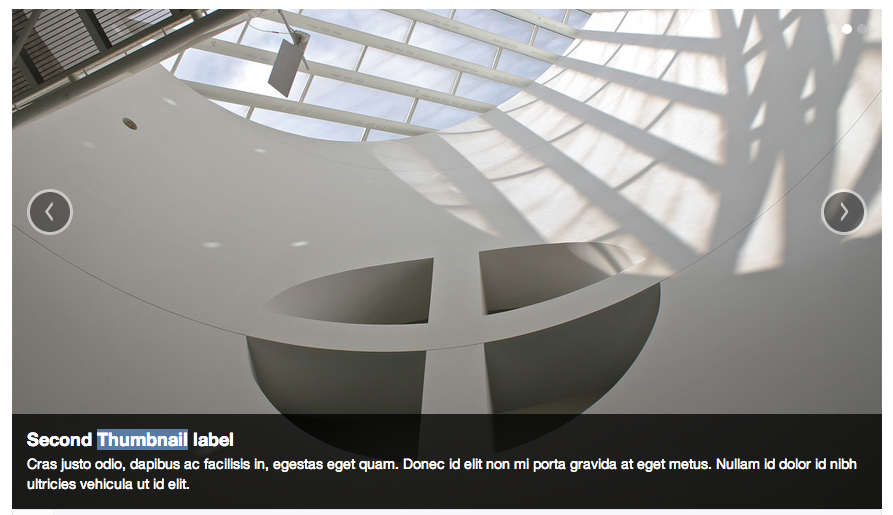 Second Thumbnail label
Cras justo odio, dapibus ac facilisis in, egestas eget quam. Donec id elit non mi porta gravida at eget metus. Nullam id dolor id nibh
ultricies vehicula ut id elit.